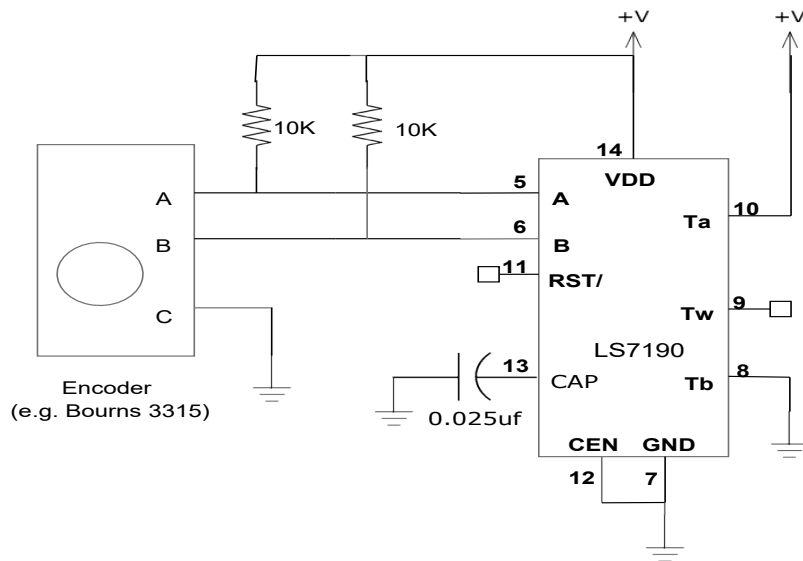 +V
+V
10K
10K
14
VDD
A
5
A
Ta
10
B
6
B
11
RST/
C
Tw
9
LS7190
13
CAP
Tb
8
0.025uf
Encoder
(e.g. Bourns 3315)
CEN
GND
12
7